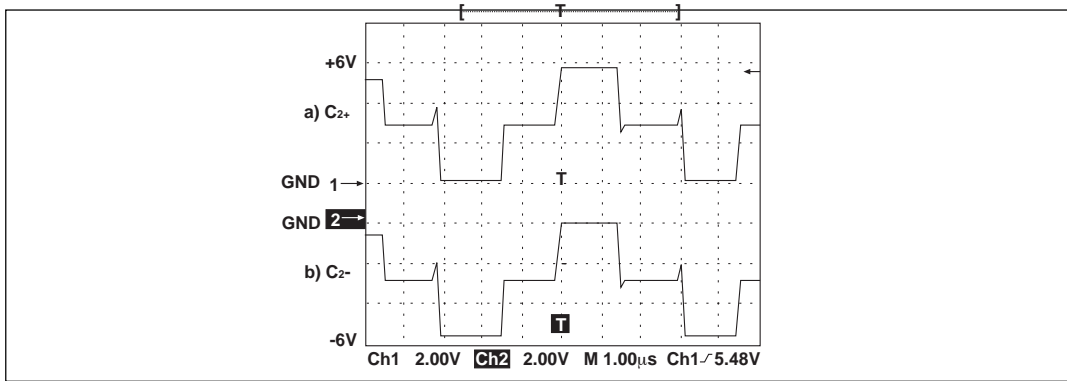 [ T ]
+6V
a) C2+
GND 1→
T
GND 2→
b) C2-
T
-6V
Ch1 2.00V Ch2 2.00V M 1.00µs Ch1 5.48V